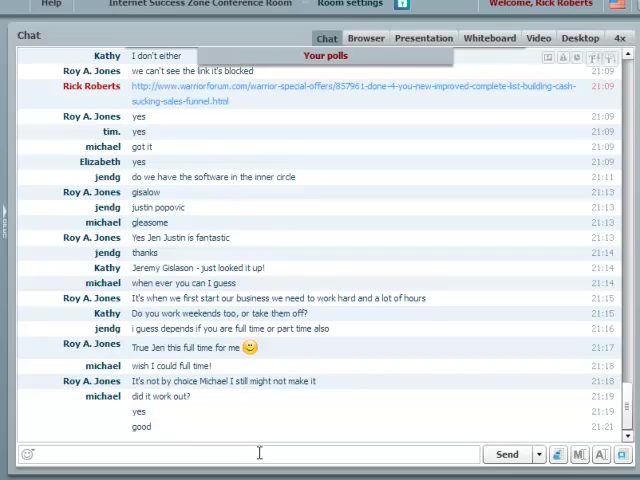 Internet Success Zone Conference Room Room settings Welcome, Rick Roberts
Chat Chat Browser Presentation Whiteboard Video Desktop 4x
Your polls
Kathy I don't either
Roy A. Jones we can't see the link it's blocked 21:09
Rick Roberts http://www.warriorforum.com/warrior-special-offers/857961-done-4-you-new-improved-complete-list-building-cash- 21:09
sucking-sales-funnel.html
Roy A. Jones yes 21:09
tim. yes 21:09
michael got it 21:09
Elizabeth yes 21:09
jendg do we have the software in the inner circle 21:11
Roy A. Jones gisalow 21:13
jendg justin popovic 21:13
michael gleasome 21:13
Roy A. Jones Yes Jen Justin is fantastic 21:13
jendg thanks 21:14
Kathy Jeremy Gislason - just looked it up! 21:14
michael when ever you can I guess 21:14
Roy A. Jones It's when we first start our business we need to work hard and a lot of hours 21:15
Kathy Do you work weekends too, or take them off? 21:15
jendg i guess depends if you are full time or part time also 21:16
Roy A. Jones True Jen this full time for me 21:17
michael wish I could full time! 21:18
Roy A. Jones It's not by choice Michael I still might not make it 21:18
michael did it work out? 21:19
yes 21:19
good 21:21
Send